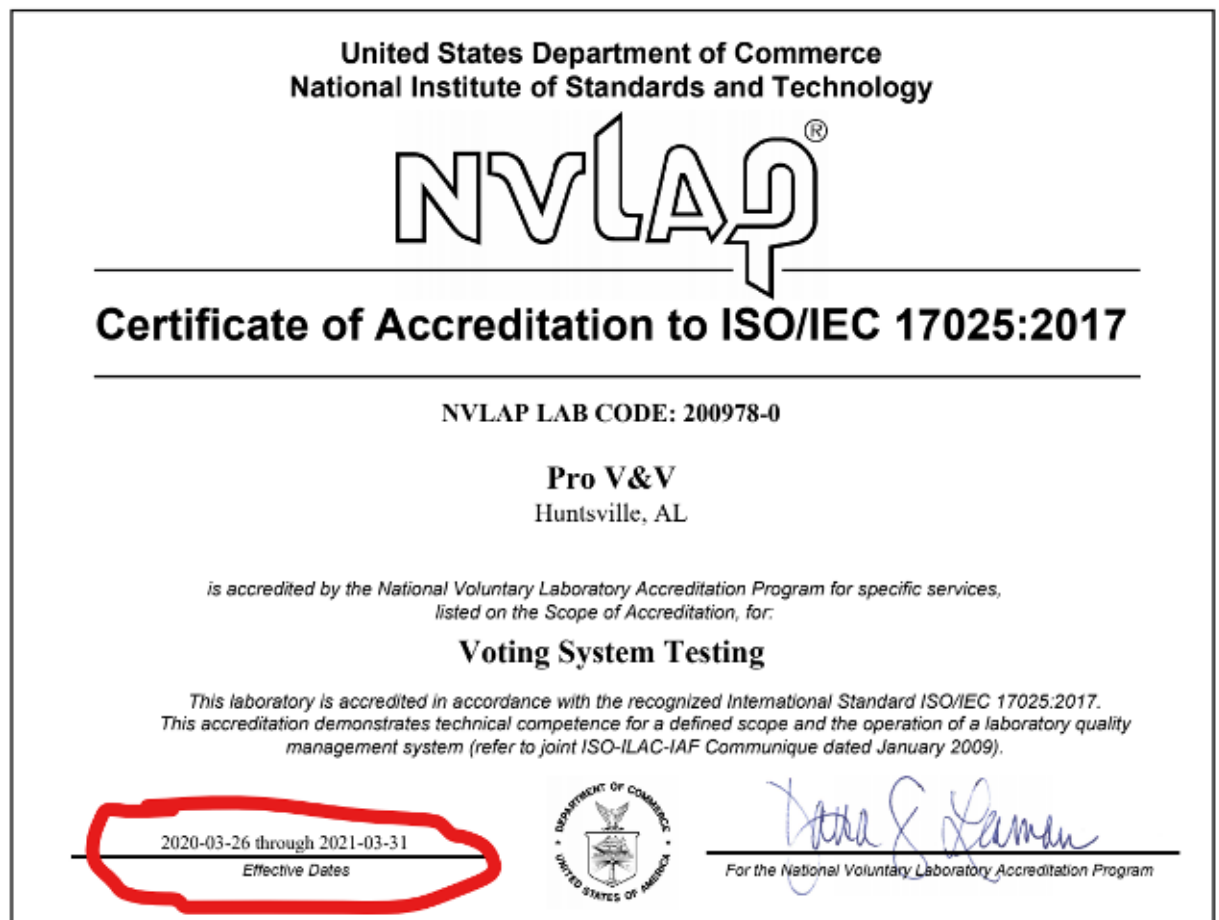 United States Department of Commerce
National Institute of Standards and Technology
NVLAP®
Certificate of Accreditation to ISO/IEC 17025:2017
NVLAP LAB CODE: 200978-0
Pro V&V
Huntsville, AL
is accredited by the National Voluntary Laboratory Accreditation Program for specific services,
listed on the Scope of Accreditation, for:
Voting System Testing
This laboratory is accredited in accordance with the recognized International Standard ISO/IEC 17025:2017.
This accreditation demonstrates technical competence for a defined scope and the operation of a laboratory quality
management system (refer to joint ISO-ILAC-IAF Communique dated January 2009).
2020-03-26 through 2021-03-31
Effective Dates
DEPARTMENT OF COMMERCE
UNITED STATES OF AMERICA
For the National Voluntary Laboratory Accreditation Program